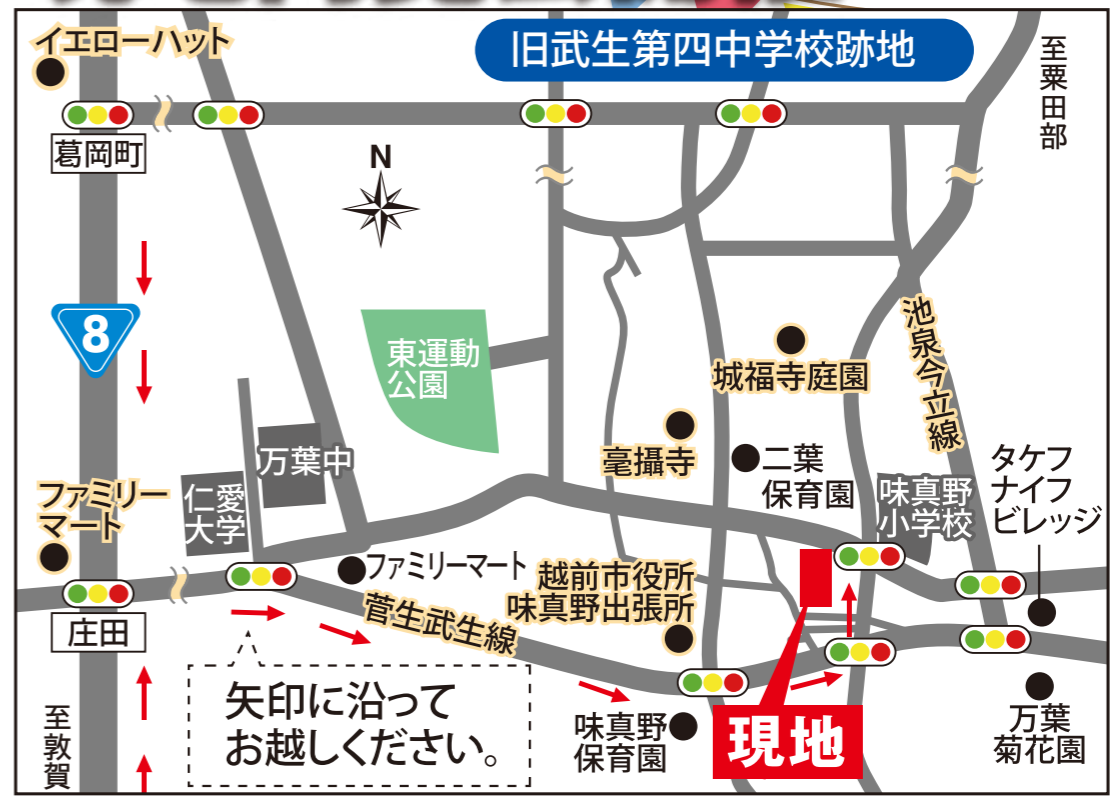 イエローハット
旧武生第四中学校跡地
至粟田部
葛岡町
N
8
東運動
公園
池泉今立線
城福寺庭園
毫攝寺
二葉
保育園
万葉中
仁愛
大学
味真野
小学校
タケフ
ナイフ
ビレッジ
ファミリー
マート
ファミリーマート
越前市役所
味真野出張所
菅生武生線
庄田
矢印に沿って
お越しください。
至敦賀
味真野
保育園
現地
万葉
菊花園